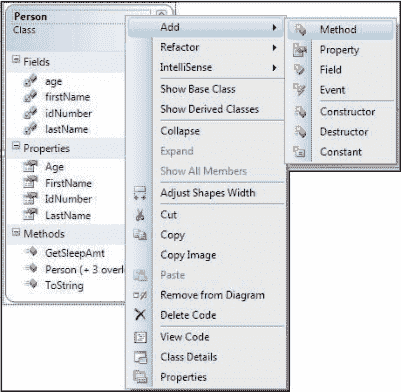 Person
Class
Fields
age
firstName
idNumber
lastName
Properties
Age
FirstName
IdNumber
LastName
Methods
GetSleepAmt
Person (+ 3 overl
ToString
Add
Refactor
IntelliSense
Show Base Class
Show Derived Classes
Collapse
Expand
Show All Members
Adjust Shapes Width
Cut
Copy
Copy Image
Paste
Remove from Diagram
Delete Code
View Code
Class Details
Properties
Method
Property
Field
Event
Constructor
Destructor
Constant